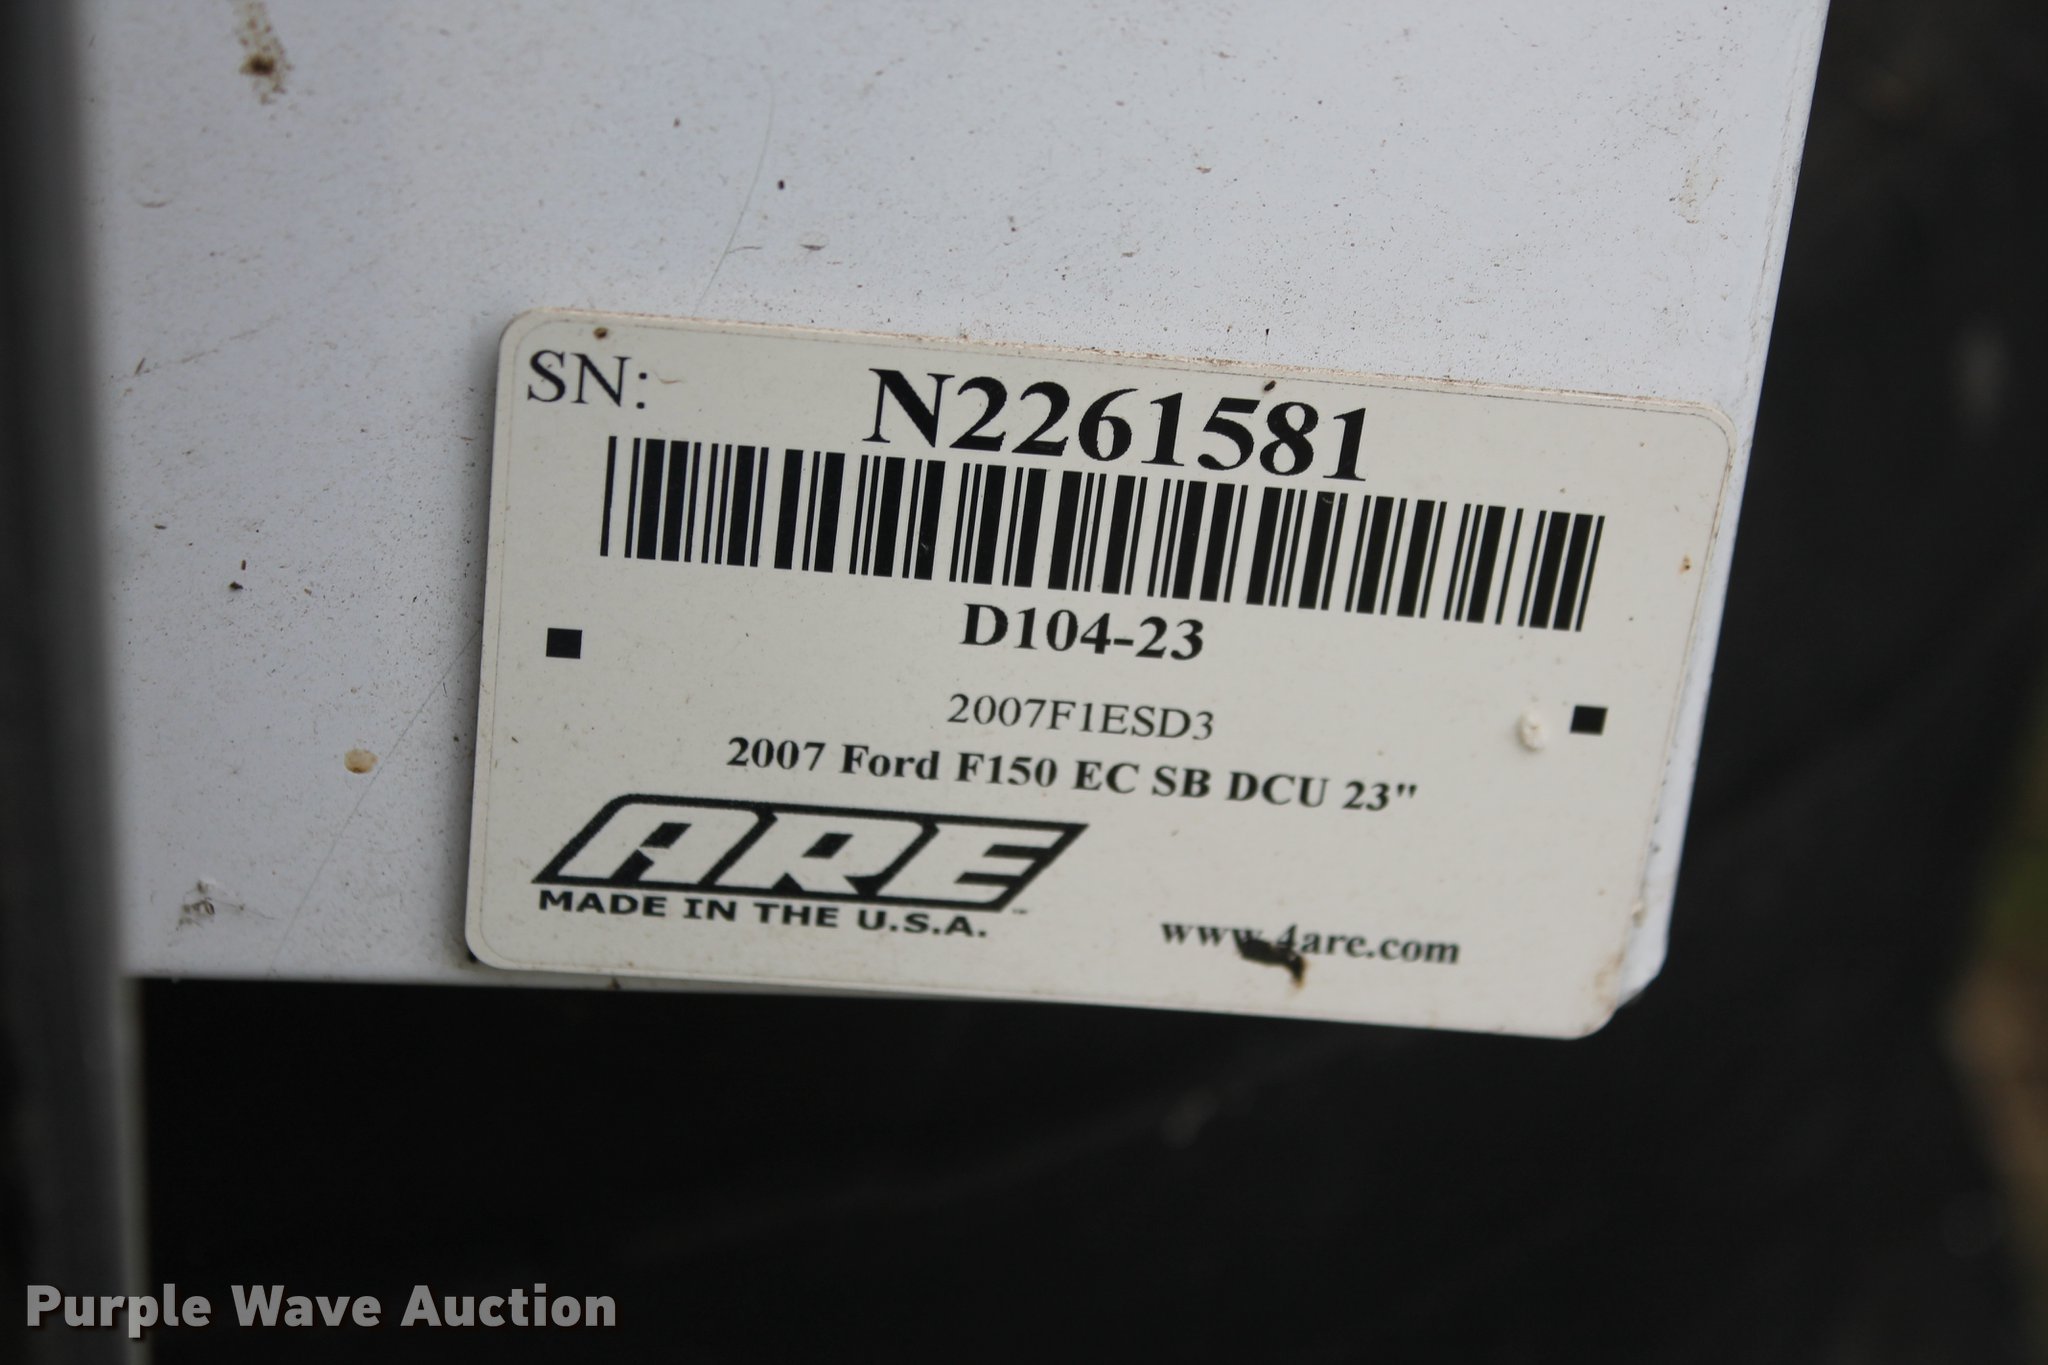 SN:
N2261581
D104-23
2007F1ESD3
2007 Ford F150 EC SB DCU 23"
ARE
MADE IN THE U.S.A.
www.4are.com
Purple Wave Auction